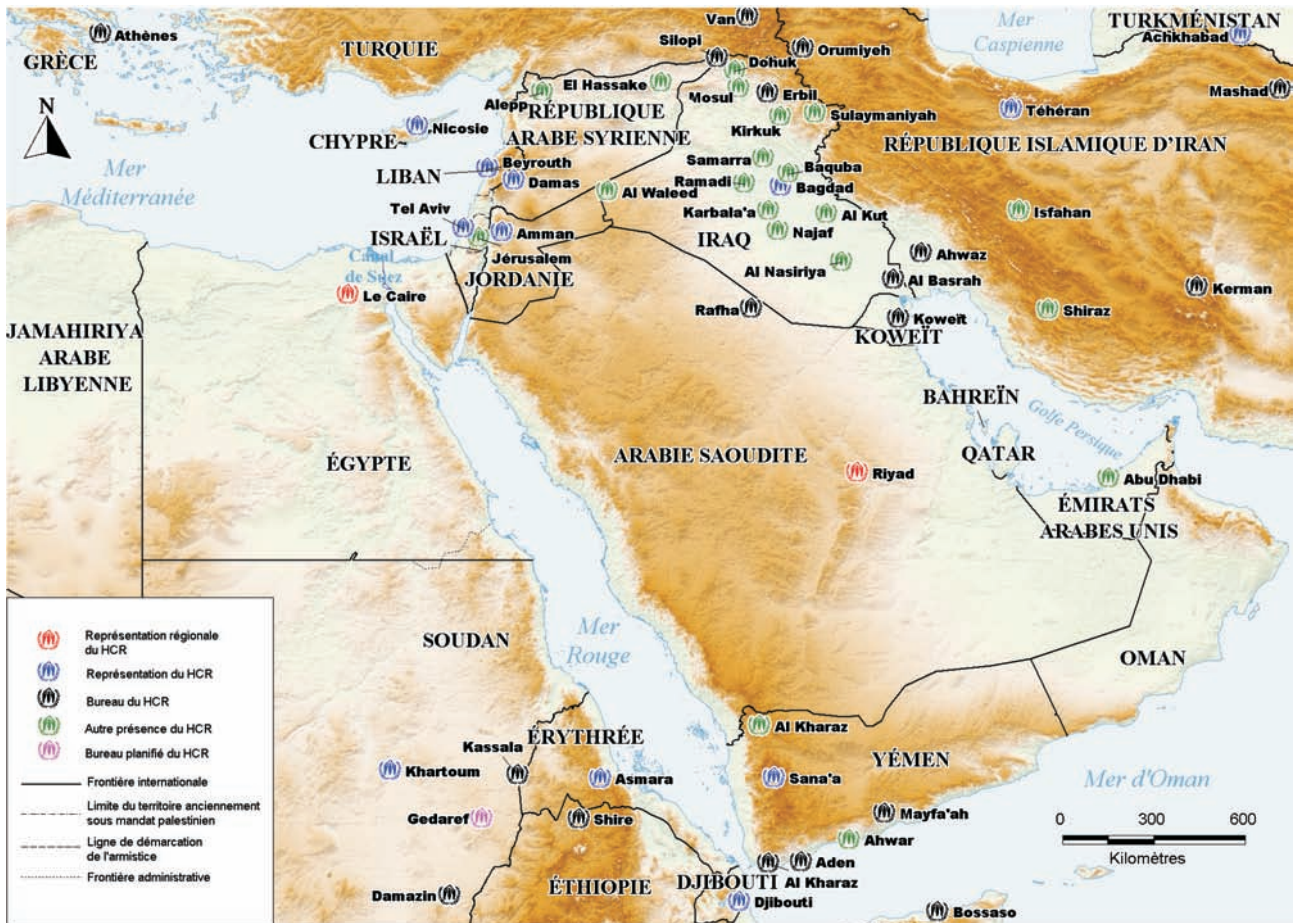 Athènes
GRÈCE
TURQUIE
Van
Silopi
Orumiyeh
Mer
Caspienne
TURKMÉNISTAN
Achkhabad
Mashad
N
El Hassake
Dohuk
Alepp
RÉPUBLIQUE
ARABE SYRIENNE
Mosul
Erbil
Kirkuk
Sulaymaniyah
Téhéran
RÉPUBLIQUE ISLAMIQUE D'IRAN
Nicosie
CHYPRE
Mer
Méditerranée
Beyrouth
LIBAN
Damas
Samarra
Baquba
Ramadi
Bagdad
Al Waleed
Karbala'a
Al Kut
IRAQ
Najaf
Isfahan
Tel Aviv
Amman
ISRAËL
Jérusalem
Canal
de Suez
JORDANIE
Al Nasiriya
Ahwaz
Al Basrah
Kerman
Le Caire
Rafha
Koweït
KOWEÏT
Shiraz
JAMAHIRIYA
ARABE
LIBYENNE
BAHREÏN
Golfe Persique
QATAR
ÉGYPTE
ARABIE SAOUDITE
Riyad
Abu Dhabi
ÉMIRATS
ARABES UNIS
SOUDAN
Mer
Rouge
OMAN
Al Kharaz
Kassala
ÉRYTHRÉE
YÉMEN
Khartoum
Asmara
Sana'a
Mer d'Oman
Gedaref
Shire
Mayfa'ah
Ahwar
Aden
Al Kharaz
Damazin
ÉTHIOPIE
DJIBOUTI
Djibouti
Bossaso
Représentation régionale
du HCR
Représentation du HCR
Bureau du HCR
Autre présence du HCR
Bureau planifié du HCR
Frontière internationale
Limite du territoire anciennement
sous mandat palestinien
Ligne de démarcation
de l'armistice
Frontière administrative
0 300 600
Kilomètres